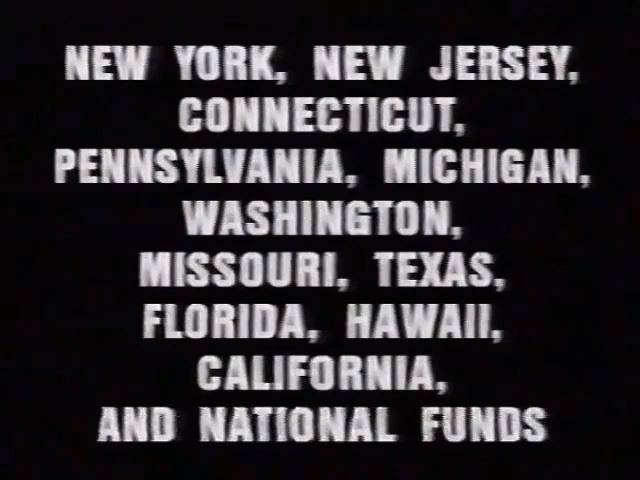 NEW YORK, NEW JERSEY,
CONNECTICUT,
PENNSYLVANIA, MICHIGAN,
WASHINGTON,
MISSOURI, TEXAS,
FLORIDA, HAWAII,
CALIFORNIA,
AND NATIONAL FUNDS